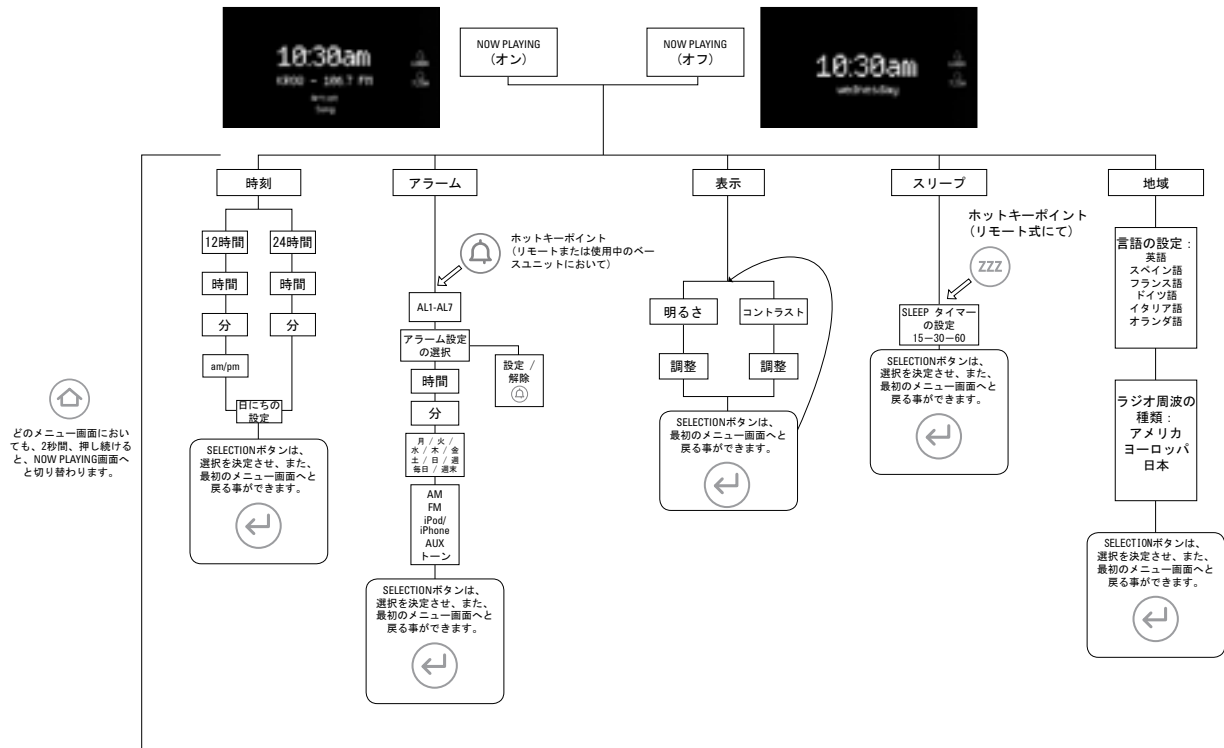 10:30am
KROQ - 106.7 FM
Artist
Song
NOW PLAYING
(オン)
NOW PLAYING
(オフ)
10:30am
wednesday
時刻
アラーム
表示
スリープ
地域
12時間
24時間
時間
時間
分
分
am/pm
日にちの
設定
SELECTIONボタンは、
選択を決定させ、また、
最初のメニュー画面へと
戻る事ができます。
ホットキーポイント
(リモートまたは使用中のベー
スユニットにおいて)
AL1-AL7
アラーム設定
の選択
設定 /
解除
時間
分
月 / 火 /
水 / 木 / 金
土 / 日 / 週
毎日 / 週末
AM
FM
iPod/
iPhone
AUX
トーン
SELECTIONボタンは、
選択を決定させ、また、
最初のメニュー画面へと
戻る事ができます。
明るさ
コントラスト
調整
調整
SELECTIONボタンは、
最初のメニュー画面へと
戻る事ができます。
ホットキーポイント
(リモート式にて)
ZZZ
SLEEP タイマー
の設定
15−30−60
SELECTIONボタンは、
選択を決定させ、また、
最初のメニュー画面へと
戻る事ができます。
言語の設定:
英語
スペイン語
フランス語
ドイツ語
イタリア語
オランダ語
ラジオ周波の
種類:
アメリカ
ヨーロッパ
日本
SELECTIONボタンは、
選択を決定させ、また、
最初のメニュー画面へと
戻る事ができます。
どのメニュー画面におい
ても、2秒間、押し続ける
と、NOW PLAYING画面へ
と切り替わります。